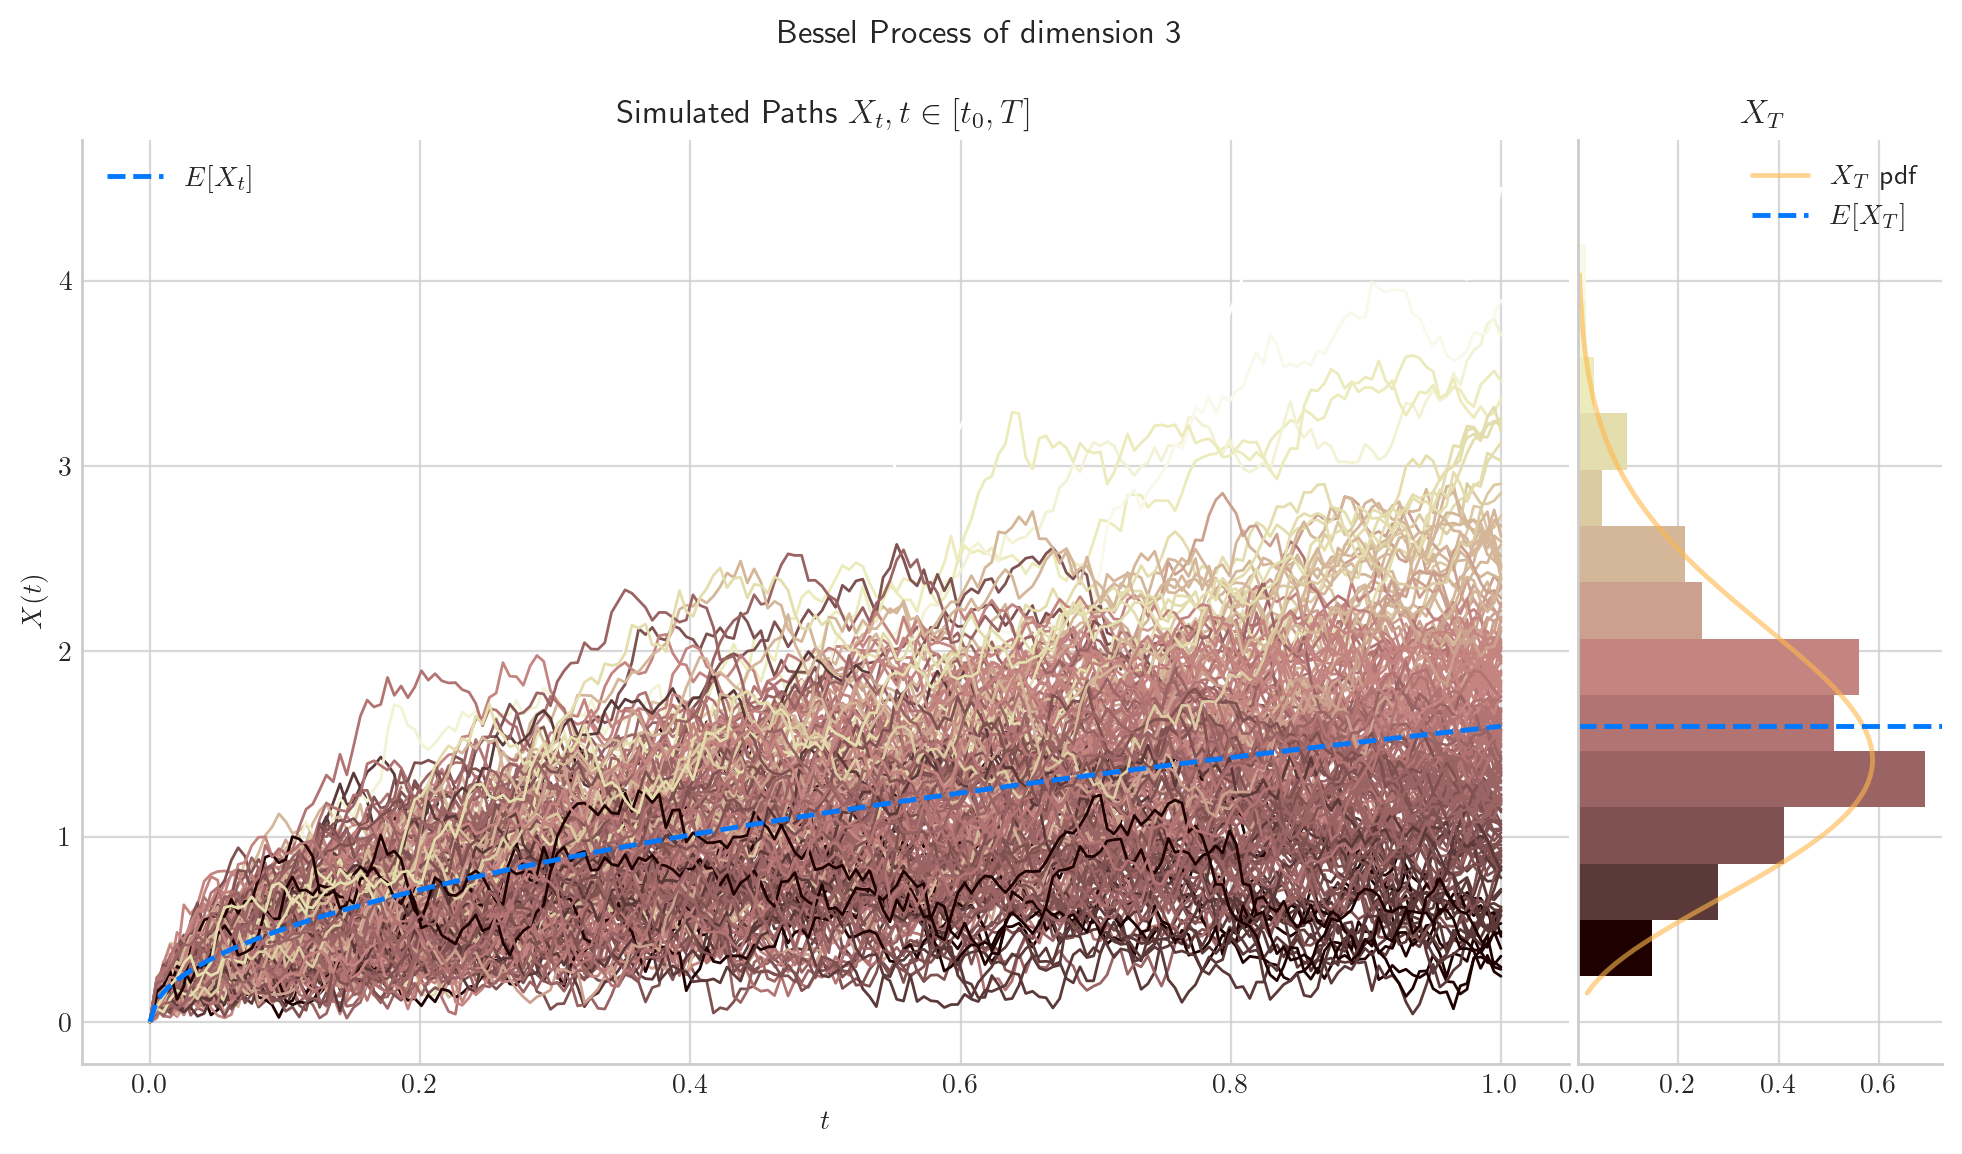 Bessel Process of dimension 3
Simulated Paths $X_t, t \in [t_0, T]$
$X_T$
$E[X_t]$
$X_T$ pdf
$E[X_T]$
4
3
2
1
0
$X(t)$
0.0
0.2
0.4
0.6
0.8
1.0
0.0
0.2
0.4
0.6
$t$